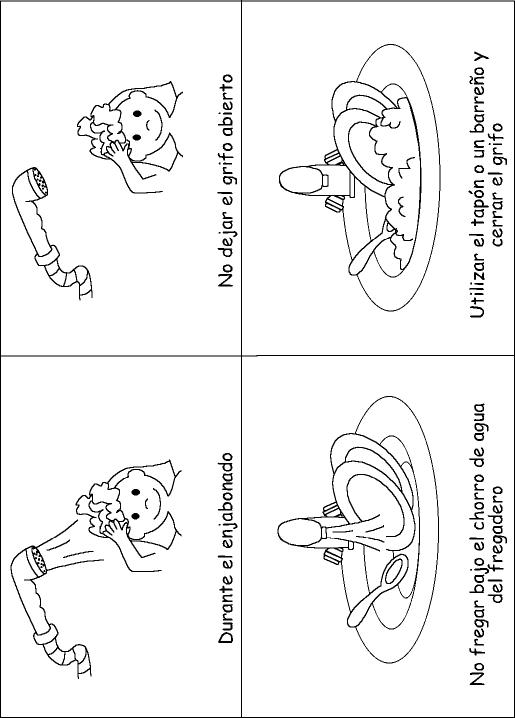 Durante el enjabonado
No dejar el grifo abierto
No fregar bajo el chorro de agua
del fregadero
Utilizar el tapón o un barreño y
cerrar el grifo